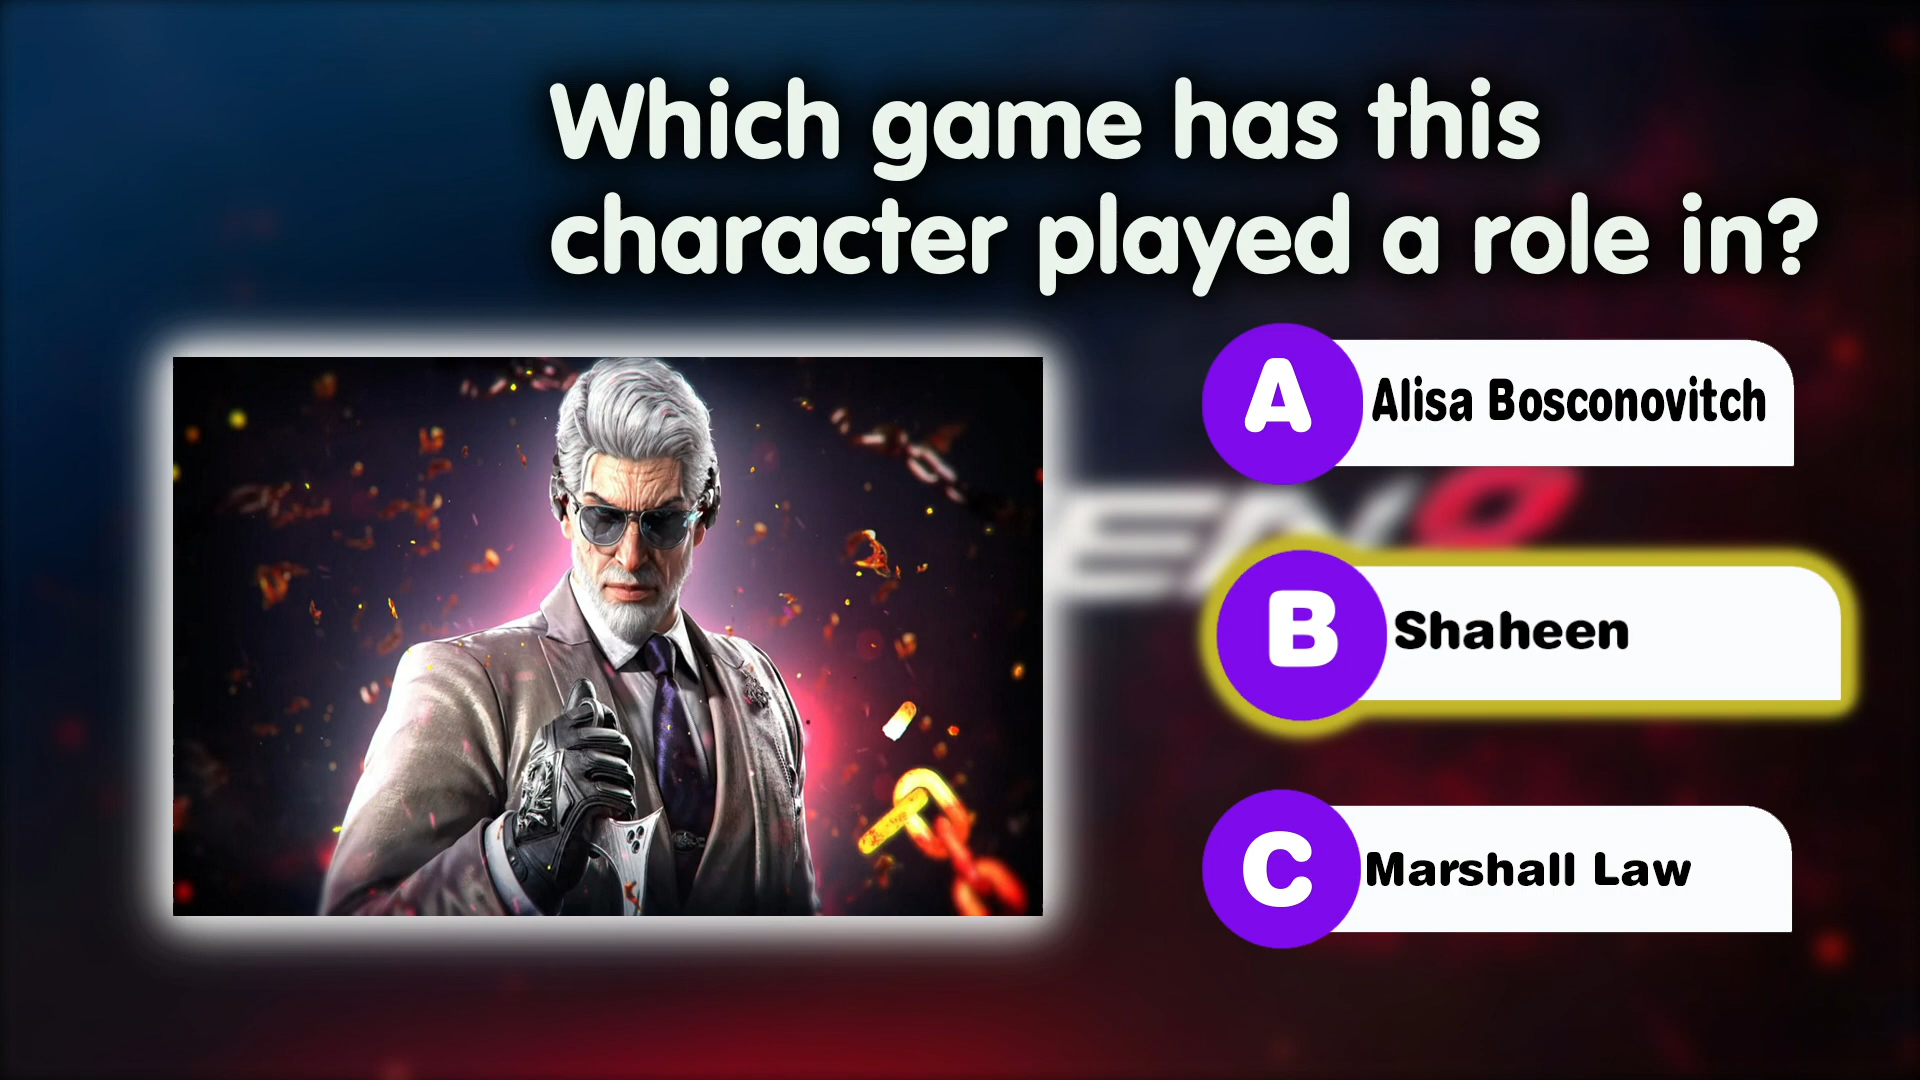 Which game has this
character played a role in?
A Alisa Bosconovitch
B Shaheen
C Marshall Law